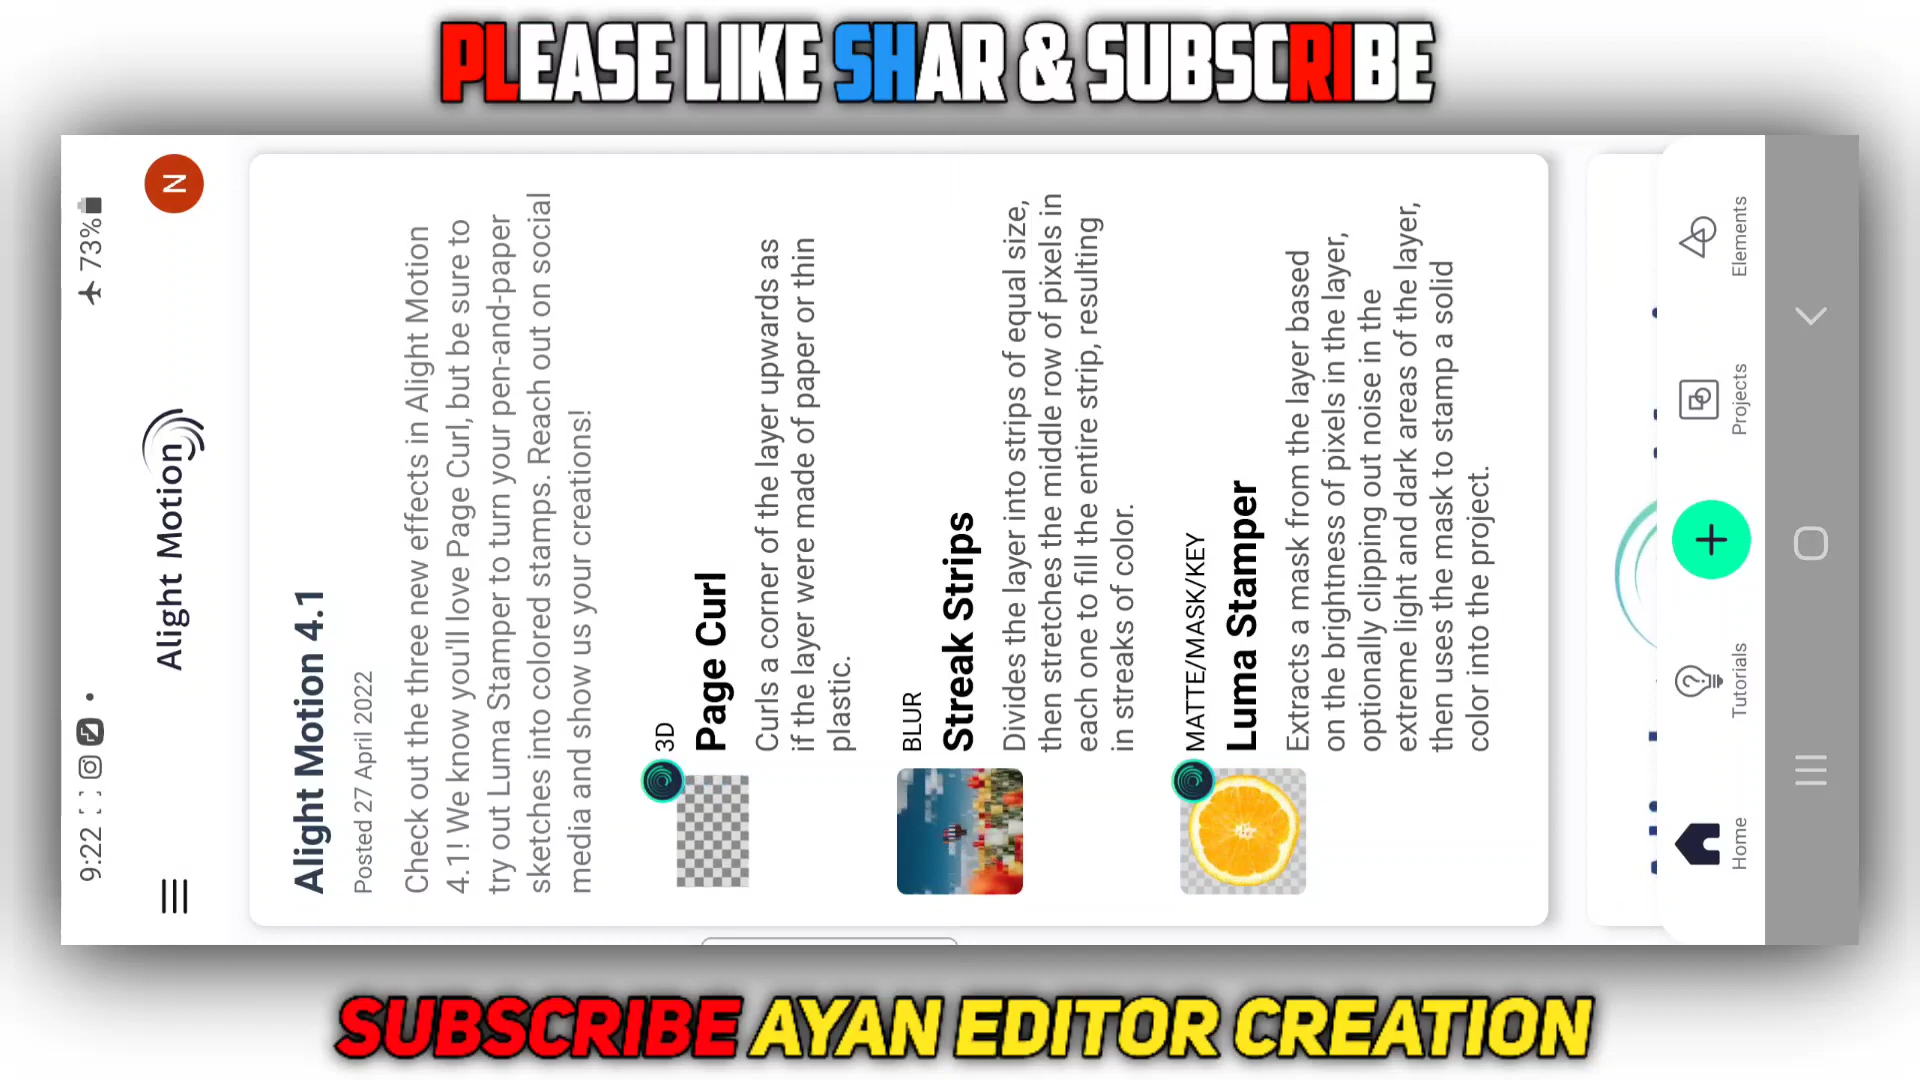 PLEASE LIKE SHAR & SUBSCRIBE
9:22
73%
Alight Motion
N
Alight Motion 4.1
Posted 27 April 2022
Check out the three new effects in Alight Motion
4.1! We know you'll love Page Curl, but be sure to
try out Luma Stamper to turn your pen-and-paper
sketches into colored stamps. Reach out on social
media and show us your creations!
3D
Page Curl
Curls a corner of the layer upwards as
if the layer were made of paper or thin
plastic.
BLUR
Streak Strips
Divides the layer into strips of equal size,
then stretches the middle row of pixels in
each one to fill the entire strip, resulting
in streaks of color.
MATTE/MASK/KEY
Luma Stamper
Extracts a mask from the layer based
on the brightness of pixels in the layer,
optionally clipping out noise in the
extreme light and dark areas of the layer,
then uses the mask to stamp a solid
color into the project.
Home
Tutorials
Projects
Elements
SUBSCRIBE AYAN EDITOR CREATION